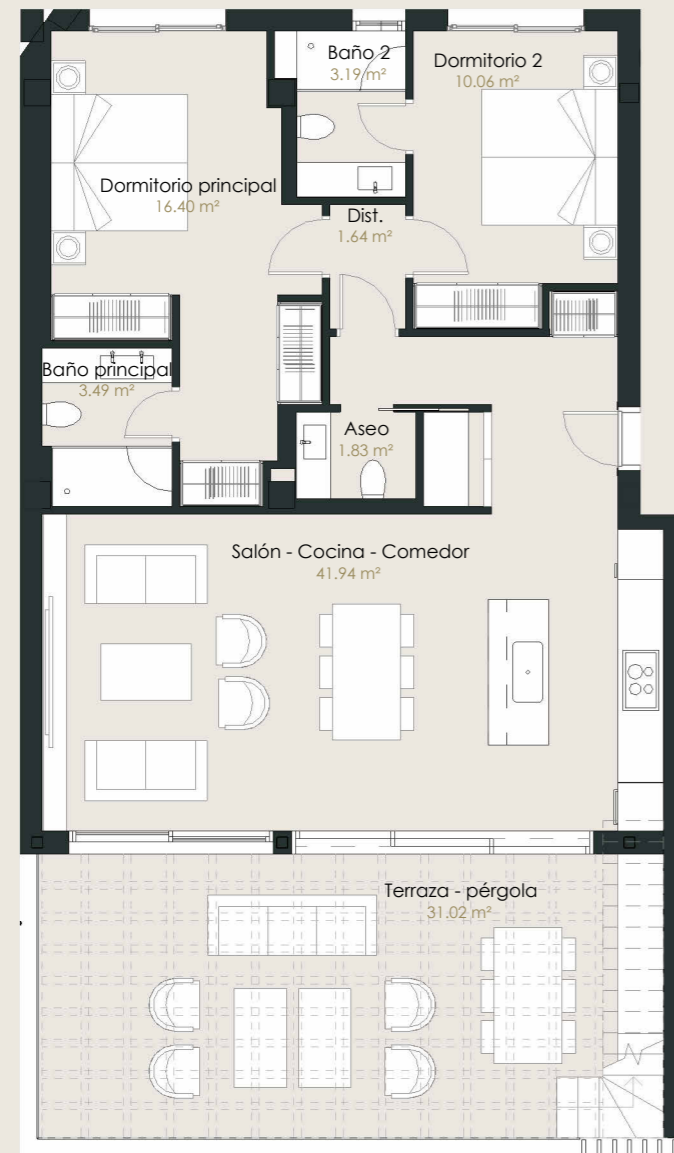 Baño 2
3.19 m²
Dormitorio 2
10.06 m²
Dormitorio principal
16.40 m²
Dist.
1.64 m²
Baño principal
3.49 m²
Aseo
1.83 m²
Salón - Cocina - Comedor
41.94 m²
Terraza - pérgola
31.02 m²